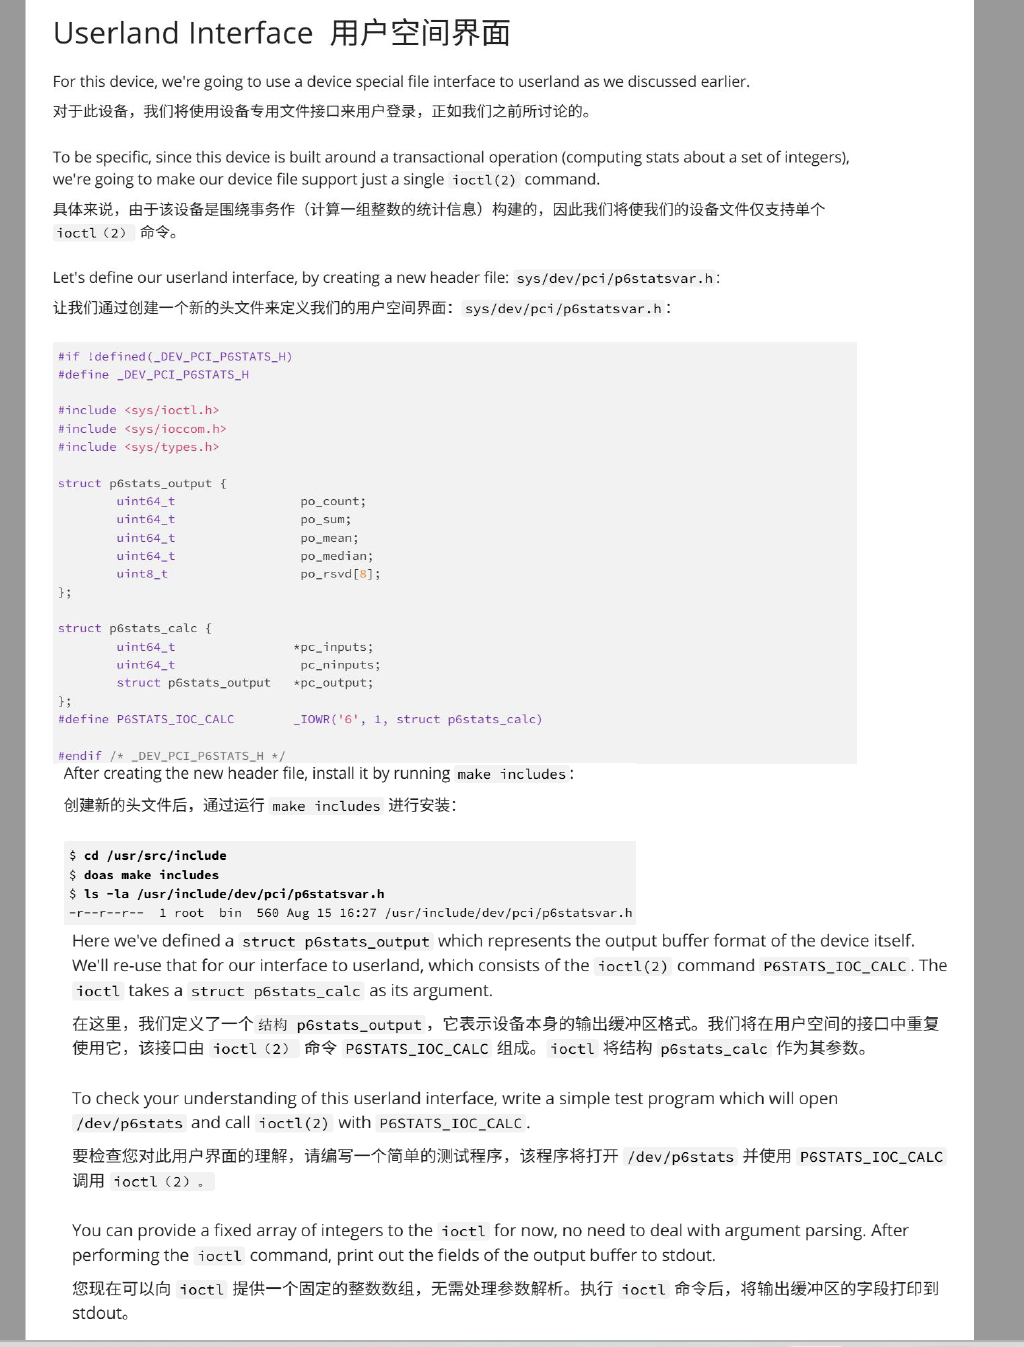 Userland Interface 用户空间界面
For this device, we're going to use a device special file interface to userland as we discussed earlier.
对于此设备，我们将使用设备专用文件接口来用户登录，正如我们之前所讨论的。
To be specific, since this device is built around a transactional operation (computing stats about a set of integers),
we're going to make our device file support just a single ioctl(2) command.
具体来说，由于该设备是围绕事务作（计算一组整数的统计信息）构建的，因此我们将使我们的设备文件仅支持单个
ioctl（2） 命令。
Let's define our userland interface, by creating a new header file: sys/dev/pci/p6statsvar.h:
让我们通过创建一个新的头文件来定义我们的用户空间界面： sys/dev/pci/p6statsvar.h：
#if !defined(_DEV_PCI_P6STATS_H)
#define _DEV_PCI_P6STATS_H
#include <sys/ioctl.h>
#include <sys/ioccom.h>
#include <sys/types.h>
struct p6stats_output {
uint64_t po_count;
uint64_t po_sum;
uint64_t po_mean;
uint64_t po_median;
uint8_t po_rsvd[8];
};
struct p6stats_calc {
uint64_t *pc_inputs;
uint64_t pc_ninputs;
struct p6stats_output *pc_output;
};
#define P6STATS_IOC_CALC _IOWR('6', 1, struct p6stats_calc)
#endif /* _DEV_PCI_P6STATS_H */
After creating the new header file, install it by running make includes:
创建新的头文件后，通过运行 make includes 进行安装：
$ cd /usr/src/include
$ doas make includes
$ ls -la /usr/include/dev/pci/p6statsvar.h
-r--r--r-- 1 root bin 560 Aug 15 16:27 /usr/include/dev/pci/p6statsvar.h
Here we've defined a struct p6stats_output which represents the output buffer format of the device itself.
We'll re-use that for our interface to userland, which consists of the ioctl(2) command P6STATS_IOC_CALC. The
ioctl takes a struct p6stats_calc as its argument.
在这里，我们定义了一个 结构 p6stats_output，它表示设备本身的输出缓冲区格式。我们将在用户空间的接口中重复
使用它，该接口由 ioctl（2） 命令 P6STATS_IOC_CALC 组成。 ioctl 将结构 p6stats_calc 作为其参数。
To check your understanding of this userland interface, write a simple test program which will open
/dev/p6stats and call ioctl(2) with P6STATS_IOC_CALC.
要检查您对此用户界面的理解，请编写一个简单的测试程序，该程序将打开 /dev/p6stats 并使用 P6STATS_IOC_CALC
调用 ioctl（2）。
You can provide a fixed array of integers to the ioctl for now, no need to deal with argument parsing. After
performing the ioctl command, print out the fields of the output buffer to stdout.
您现在可以向 ioctl 提供一个固定的整数数组，无需处理参数解析。执行 ioctl 命令后，将输出缓冲区的字段打印到
stdout。